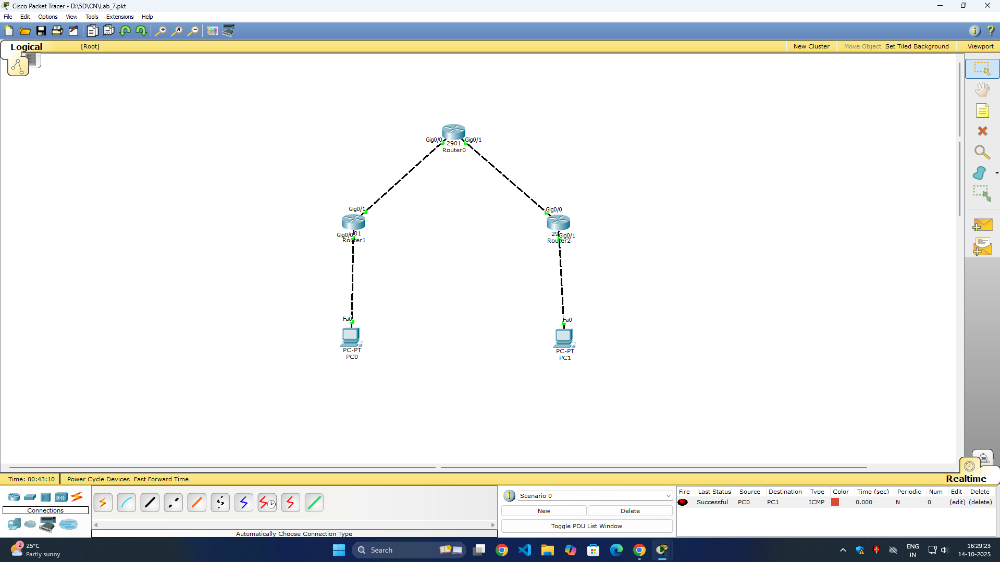 Cisco Packet Tracer - D:\5D\CN\Lab_7.pkt
File Edit Options View Tools Extensions Help
Logical [Root] New Cluster Move Object Set Tiled Background Viewport
Gig0/0 Gig0/1
2901
Router0
Gig0/1 Gig0/0
Gig0/0 01 29 Gig0/1
Router1 Router2
Fa0 Fa0
PC-PT PC-PT
PC0 PC1
Realtime
Time: 00:43:10 Power Cycle Devices Fast Forward Time
Connections
Automatically Choose Connection Type
Scenario 0
New Delete
Toggle PDU List Window
Fire Last Status Source Destination Type Color Time (sec) Periodic Num Edit Delete
Successful PC0 PC1 ICMP 0.000 N 0 (edit) (delete)
2 25°C
Partly sunny
Search
ENG
IN
16:29:23
14-10-2025